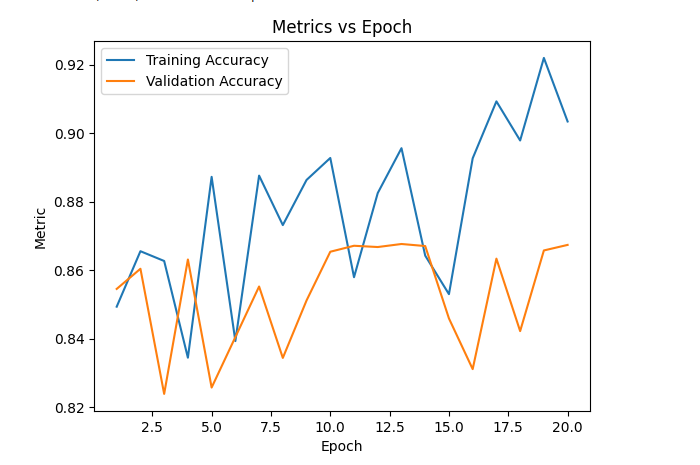 Metrics vs Epoch
Training Accuracy
Validation Accuracy
0.92
0.90
0.88
0.86
0.84
0.82
Metric
2.5 5.0 7.5 10.0 12.5 15.0 17.5 20.0
Epoch